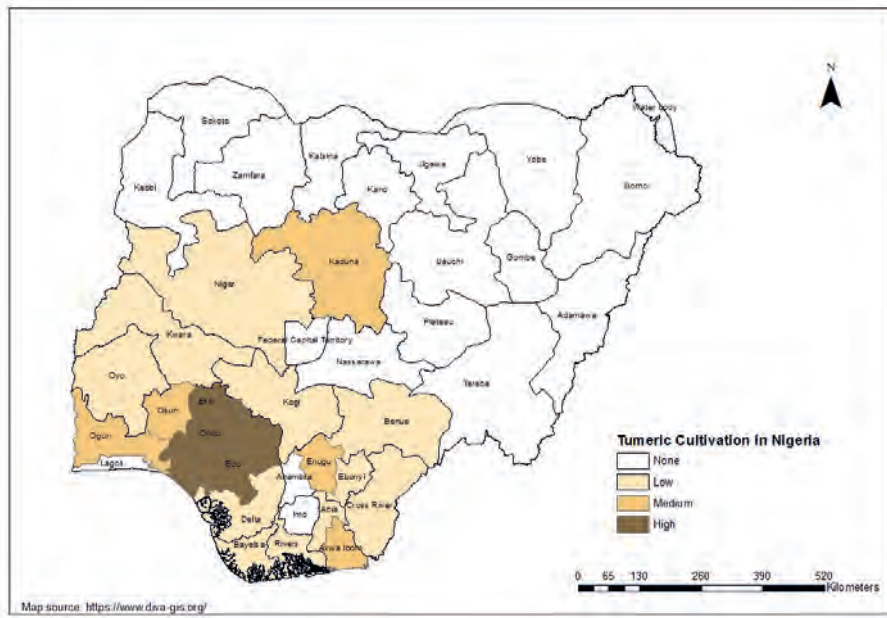 N
Water body
Sokoto
Katsina
Jigawa
Yobe
Borno
Kebbi
Zamfara
Kano
Kaduna
Bauchi
Gombe
Niger
Adamawa
Plateau
Federal Capital Territory
Kwara
Nassarawa
Oyo
Taraba
Kogi
Ekiti
Osun
Benue
Ogun
Ondo
Lagos
Edo
Enugu
Anambra
Ebonyi
Cross River
Delta
Imo
Abia
Bayelsa
Rivers
Akwa Ibom
Tumeric Cultivation in Nigeria
None
Low
Medium
High
0 65 130 260 390 520
Kilometers
Map source: https://www.diva-gis.org/